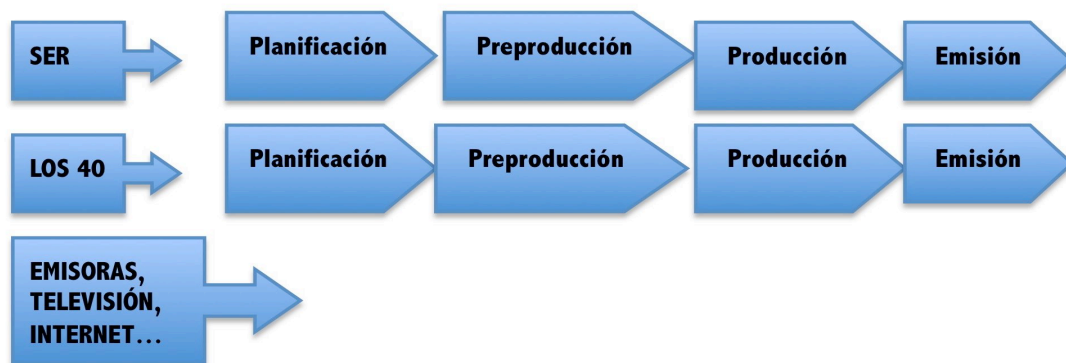 SER
Planificación
Preproducción
Producción
Emisión
LOS 40
Planificación
Preproducción
Producción
Emisión
EMISORAS,
TELEVISIÓN,
INTERNET…